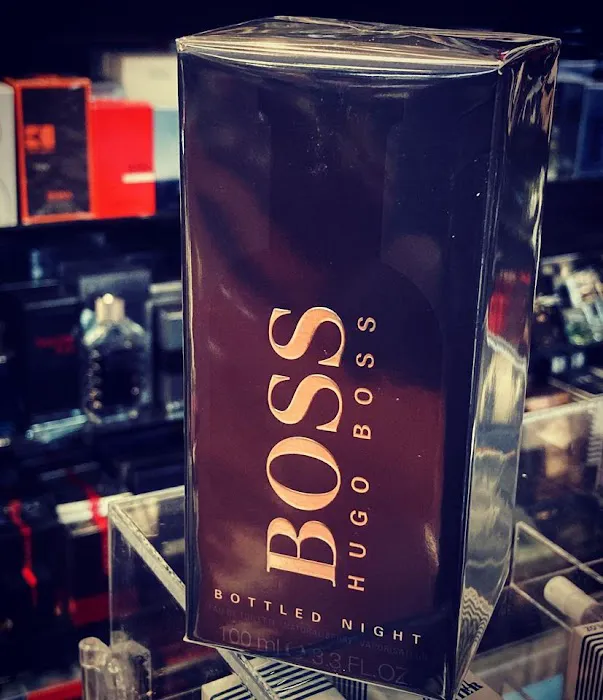 BOSS
HUGO BOSS
BOTTLED NIGHT
100 ml e 3.3 FL.OZ